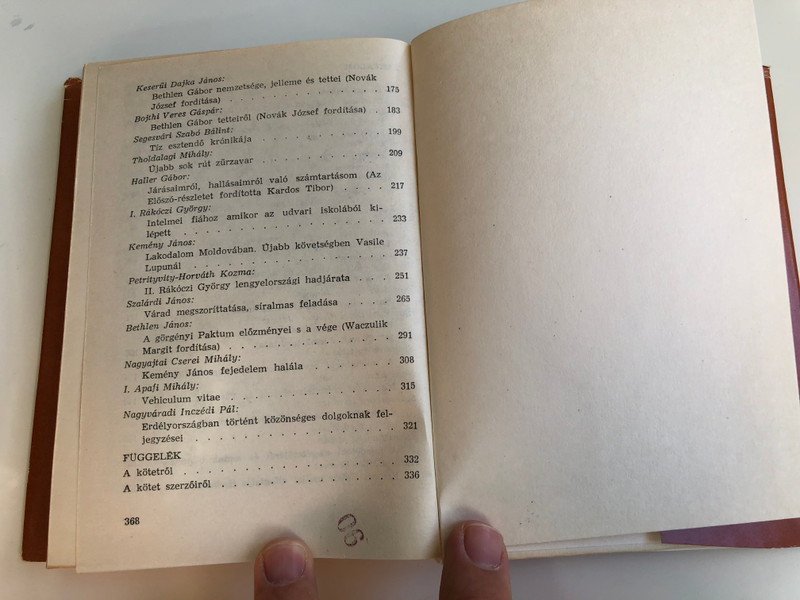 Keserűi Dajka János:
Bethlen Gábor nemzetsége, jelleme és tettei (Novák
József fordítása) . . . . . . . . . . . . . 175
Bojthi Veres Gáspár:
Bethlen Gábor tetteiről (Novák József fordítása) . 183
Sepesvári Szabó Bálint:
Tíz esztendő krónikája . . . . . . . . . . . 199
Tholdalagi Mihály:
Újabb sok rút zűrzavar . . . . . . . . . . . 209
Haller Gábor:
Járásaimról, hallásaimról való számtartásom (Az
Előszó-részletet fordította Kardos Tibor) . . . . 217
I. Rákóczi György:
Intelmei fiához amikor az udvari iskolából ki-
lépett . . . . . . . . . . . . . . . . 233
Kemény János:
Lakodalom Moldovában. Újabb követségben Vasile
Lupunál . . . . . . . . . . . . . . . 237
Petrityvity-Horváth Kozma:
II. Rákóczi György lengyelországi hadjárata . . . 251
Szalárdi János:
Várad megszoríttatása, siralmas feladása . . . . 263
Bethlen János:
A görgényi Paktum előzményei s a vége (Waczulik
Margit fordítása) . . . . . . . . . . . . . 291
Nagyajtai Cserei Mihály:
Kemény János fejedelem halála . . . . . . . . 308
I. Apafi Mihály:
Vehiculum vitae . . . . . . . . . . . . . 315
Nagyváradi Inczédi Pál:
Erdélyországban történt közönséges dolgoknak fel-
jegyzései . . . . . . . . . . . . . . . 321
FÜGGELÉK
A kötetről . . . . . . . . . . . . . . . . 332
A kötet szerzőiről . . . . . . . . . . . . . 336
368